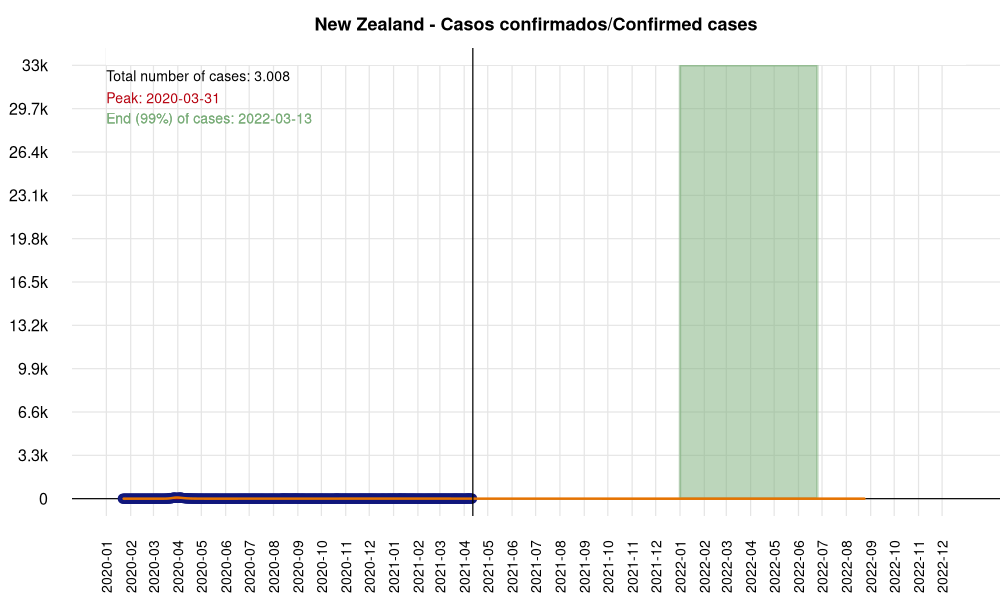 New Zealand - Casos confirmados/Confirmed cases
Total number of cases: 3.008
Peak: 2020-03-31
End (99%) of cases: 2022-03-13
33k
29.7k
26.4k
23.1k
19.8k
16.5k
13.2k
9.9k
6.6k
3.3k
0
2020-01
2020-02
2020-03
2020-04
2020-05
2020-06
2020-07
2020-08
2020-09
2020-10
2020-11
2020-12
2021-01
2021-02
2021-03
2021-04
2021-05
2021-06
2021-07
2021-08
2021-09
2021-10
2021-11
2021-12
2022-01
2022-02
2022-03
2022-04
2022-05
2022-06
2022-07
2022-08
2022-09
2022-10
2022-11
2022-12